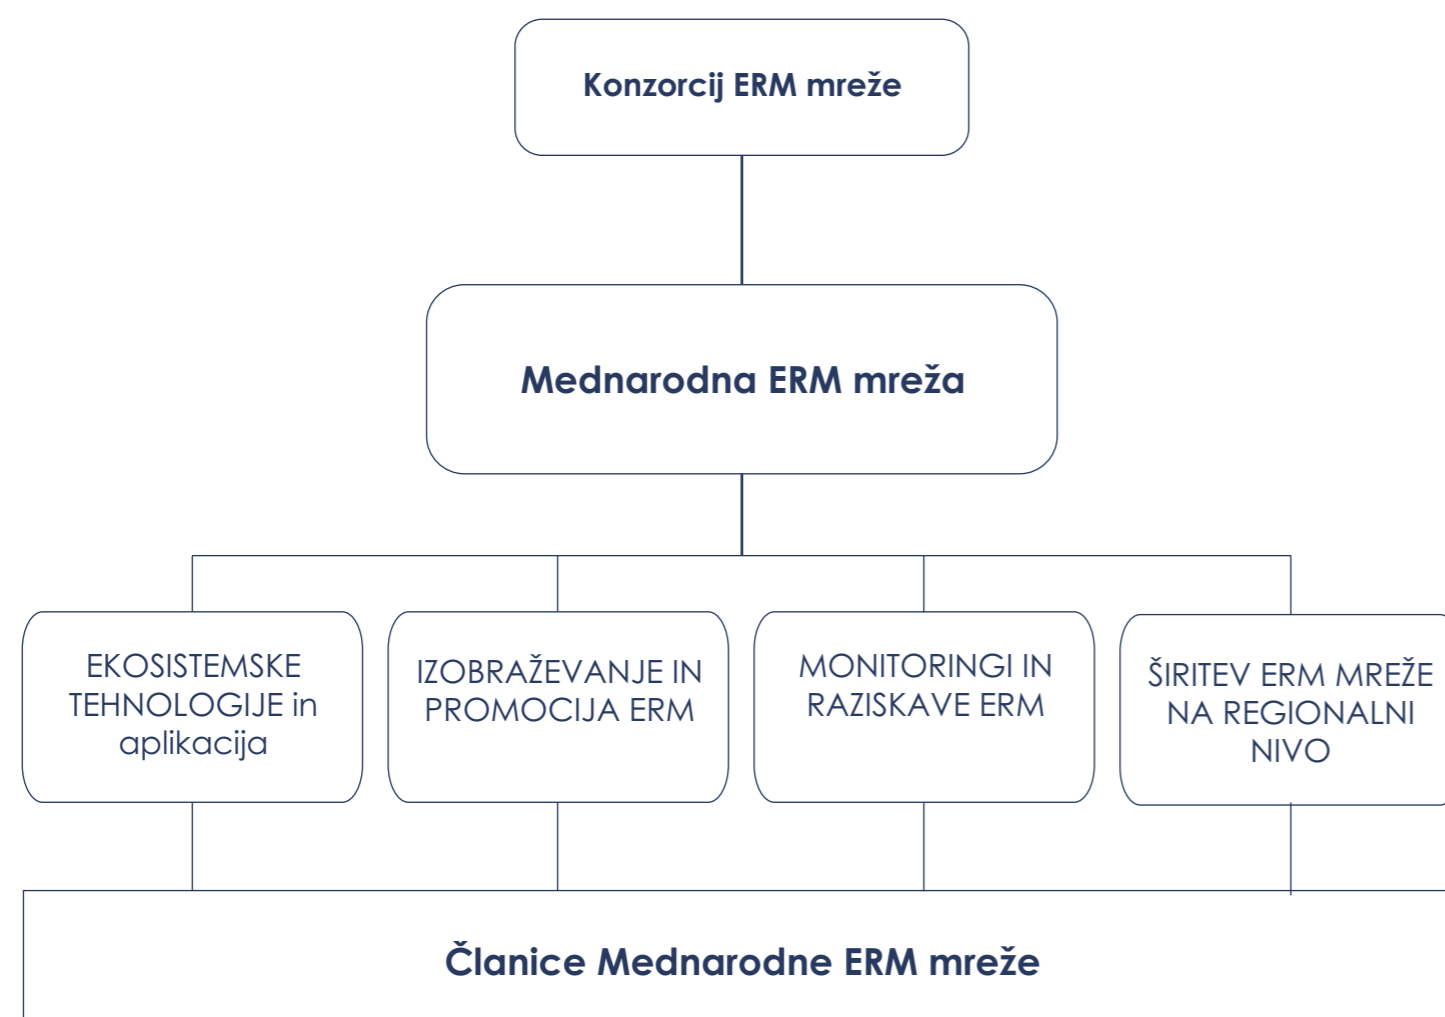 Konzorcij ERM mreže
Mednarodna ERM mreža
EKOSISTEMSKE
TEHNOLOGIJE in
aplikacija
IZOBRAŽEVANJE IN
PROMOCIJA ERM
MONITORINGI IN
RAZISKAVE ERM
ŠIRITEV ERM MREŽE
NA REGIONALNI
NIVO
Članice Mednarodne ERM mreže